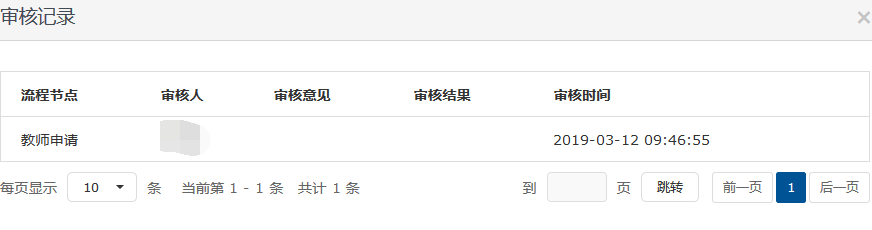 审核记录 ×
流程节点 审核人 审核意见 审核结果 审核时间
教师申请 2019-03-12 09:46:55
每页显示 10 条 当前第 1 - 1 条 共计 1 条 到 页 跳转 前一页 1 后一页